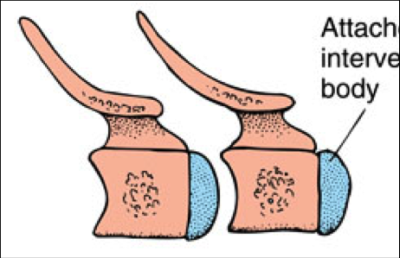 Attache
interve
body